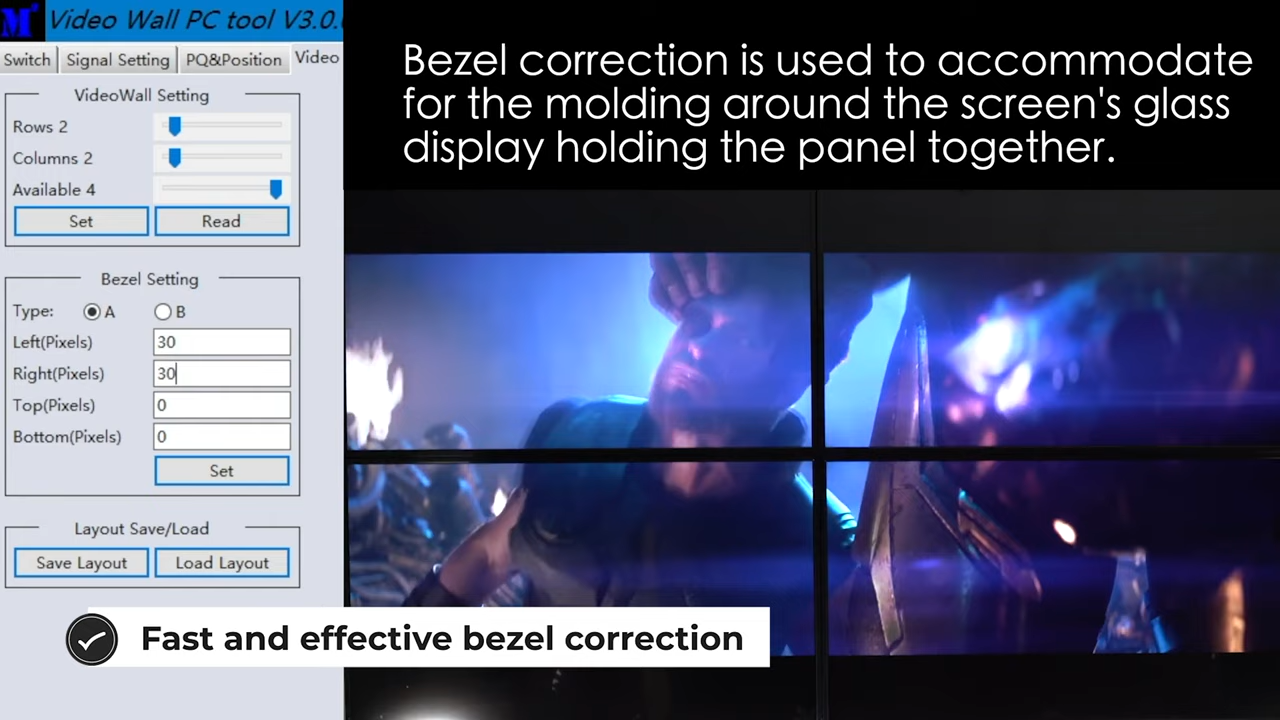 Video Wall PC tool V3.0.
Switch
Signal Setting
PQ&Position
Video
VideoWall Setting
Rows 2
Columns 2
Available 4
Set
Read
Bezel Setting
Type:
A
B
Left(Pixels)
30
Right(Pixels)
30
Top(Pixels)
0
Bottom(Pixels)
0
Set
Layout Save/Load
Save Layout
Load Layout
Bezel correction is used to accommodate
for the molding around the screen's glass
display holding the panel together.
Fast and effective bezel correction